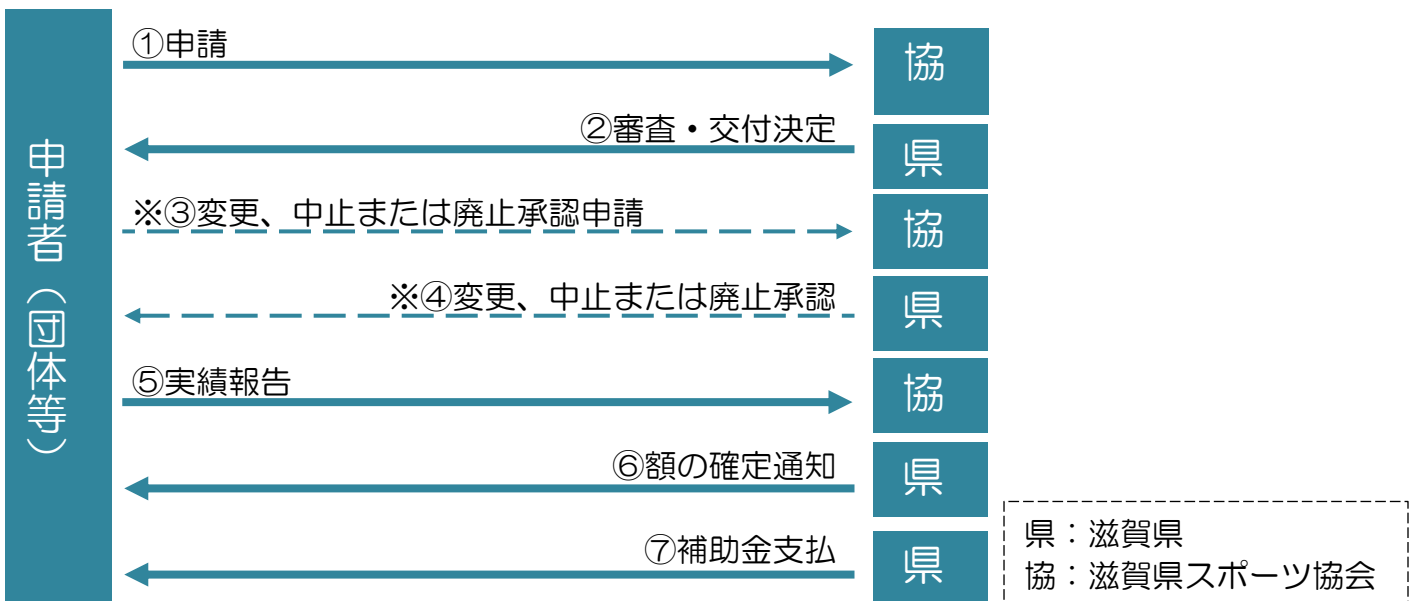 申請者（団体等）
①申請
協
②審査・交付決定
県
※③変更、中止または廃止承認申請
協
※④変更、中止または廃止承認
県
⑤実績報告
協
⑥額の確定通知
県
⑦補助金支払
県
県：滋賀県
協：滋賀県スポーツ協会